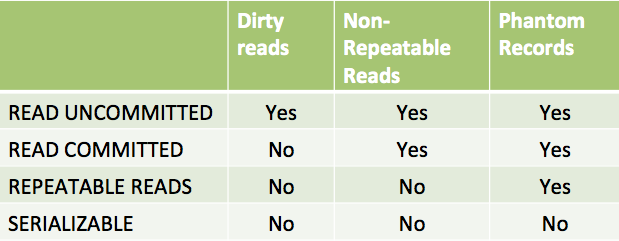 Dirty reads Non-Repeatable Reads Phantom Records
READ UNCOMMITTED Yes Yes Yes
READ COMMITTED No Yes Yes
REPEATABLE READS No No Yes
SERIALIZABLE No No No